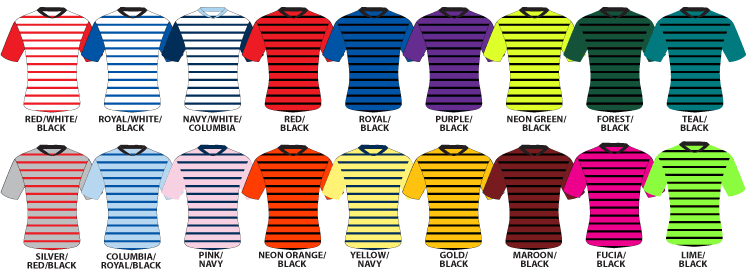 RED/WHITE/
BLACK
ROYAL/WHITE/
BLACK
NAVY/WHITE/
COLUMBIA
RED/
BLACK
ROYAL/
BLACK
PURPLE/
BLACK
NEON GREEN/
BLACK
FOREST/
BLACK
TEAL/
BLACK
SILVER/
RED/BLACK
COLUMBIA/
ROYAL/BLACK
PINK/
NAVY
NEON ORANGE/
BLACK
YELLOW/
NAVY
GOLD/
BLACK
MAROON/
BLACK
FUCIA/
BLACK
LIME/
BLACK